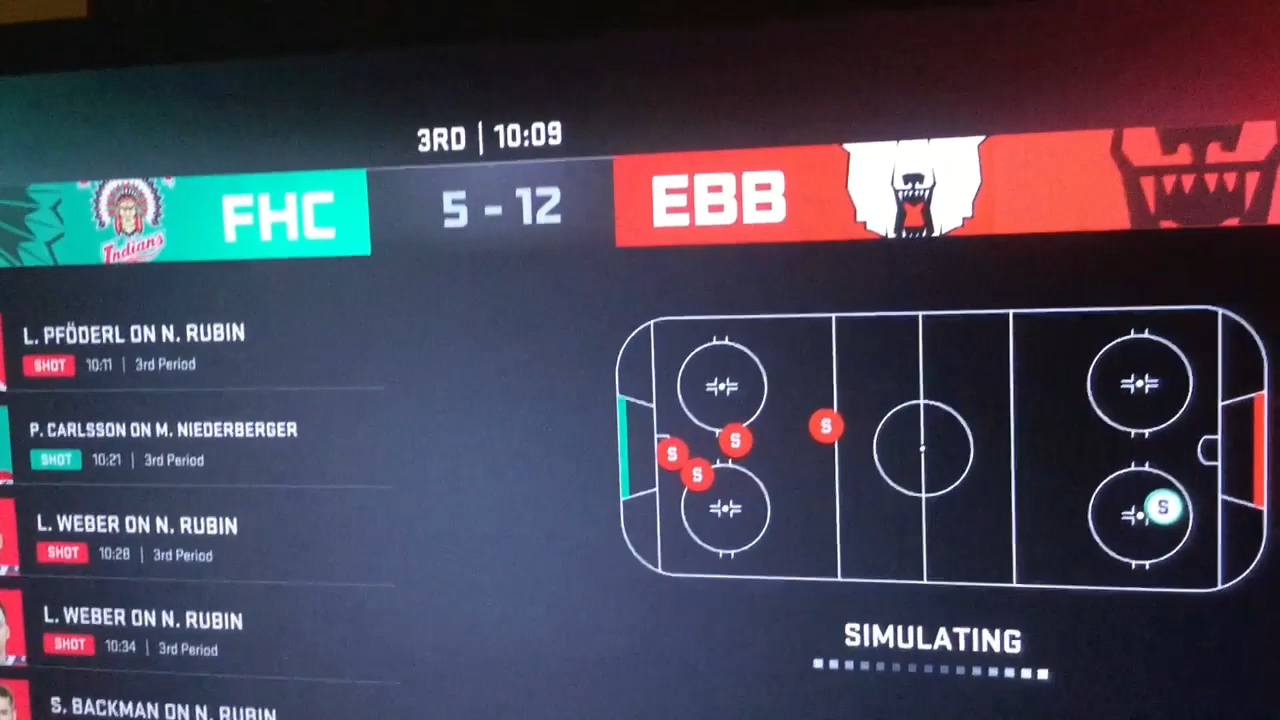 3RD | 10:09
Indians
FHC
5 - 12
EBB
L. PFÖDERL ON N. RUBIN
SHOT 10:11 | 3rd Period
P. CARLSSON ON M. NIEDERBERGER
SHOT 10:21 | 3rd Period
L. WEBER ON N. RUBIN
SHOT 10:28 | 3rd Period
L. WEBER ON N. RUBIN
SHOT 10:34 | 3rd Period
S. BACKMAN ON N. RUBIN
S
S
S
S
S
SIMULATING